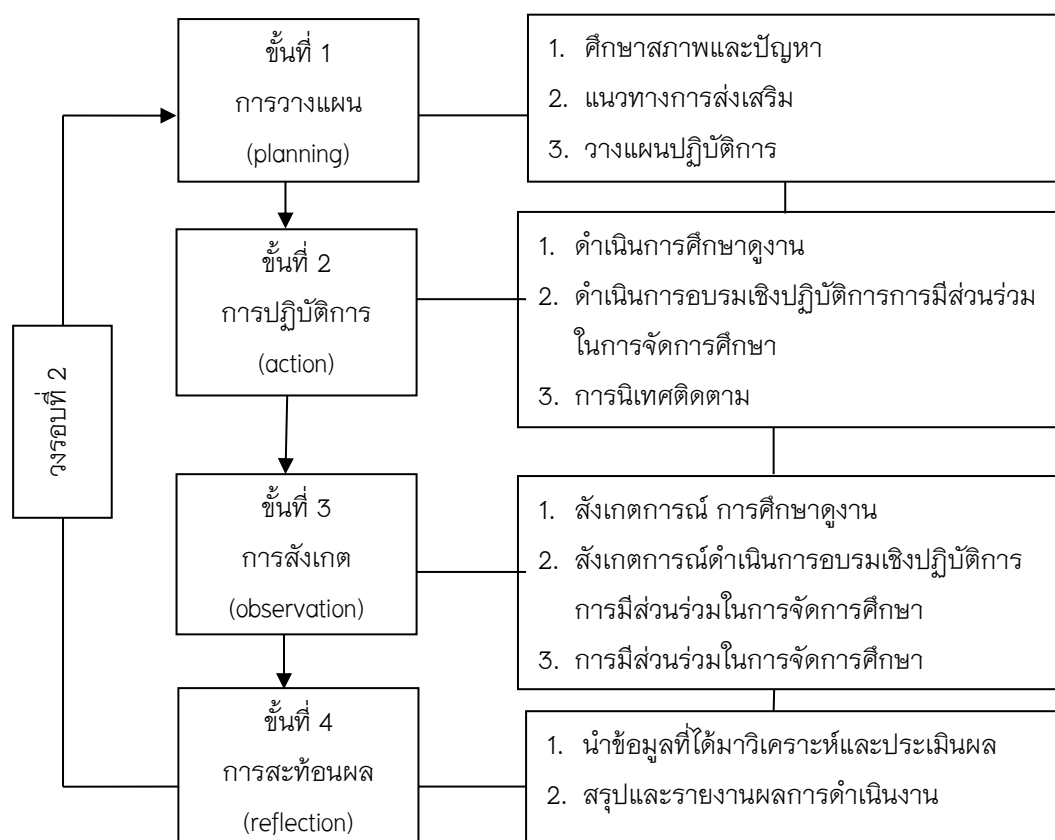 ขั้นที่ 1
การวางแผน
(planning)
1. ศึกษาสภาพและปัญหา
2. แนวทางการส่งเสริม
3. วางแผนปฏิบัติการ
ขั้นที่ 2
การปฏิบัติการ
(action)
1. ดำเนินการศึกษาดูงาน
2. ดำเนินการอบรมเชิงปฏิบัติการการมีส่วนร่วม
ในการจัดการศึกษา
3. การนิเทศติดตาม
วงรอบที่ 2
ขั้นที่ 3
การสังเกต
(observation)
1. สังเกตการณ์ การศึกษาดูงาน
2. สังเกตการณ์ดำเนินการอบรมเชิงปฏิบัติการ
การมีส่วนร่วมในการจัดการศึกษา
3. การมีส่วนร่วมในการจัดการศึกษา
ขั้นที่ 4
การสะท้อนผล
(reflection)
1. นำข้อมูลที่ได้มาวิเคราะห์และประเมินผล
2. สรุปและรายงานผลการดำเนินงาน